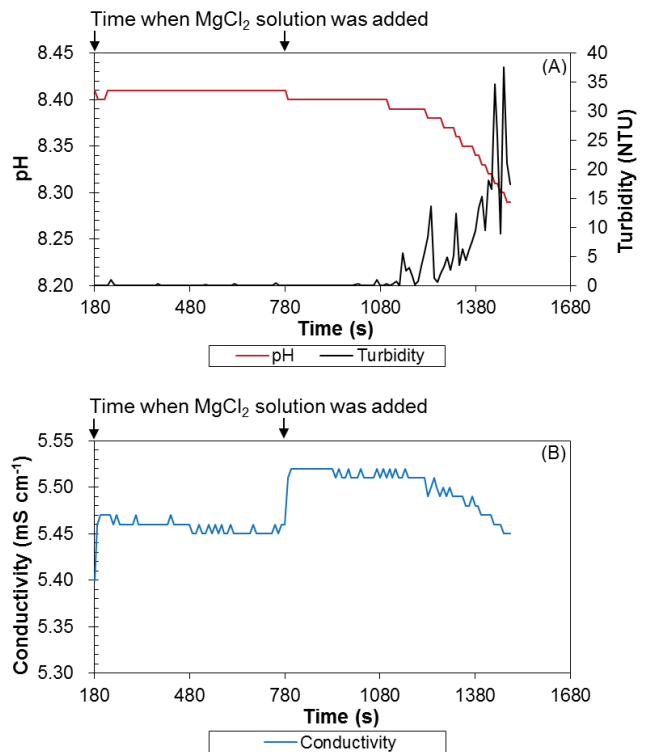 Time when MgCl₂ solution was added
8.45
8.40
8.35
8.30
8.25
8.20
pH
(A)
40
35
30
25
20
15
10
5
0
Turbidity (NTU)
180 480 780 1080 1380 1680
Time (s)
pH Turbidity
Time when MgCl₂ solution was added
5.55
5.50
5.45
5.40
5.35
5.30
Conductivity (mS cm⁻¹)
(B)
180 480 780 1080 1380 1680
Time (s)
Conductivity